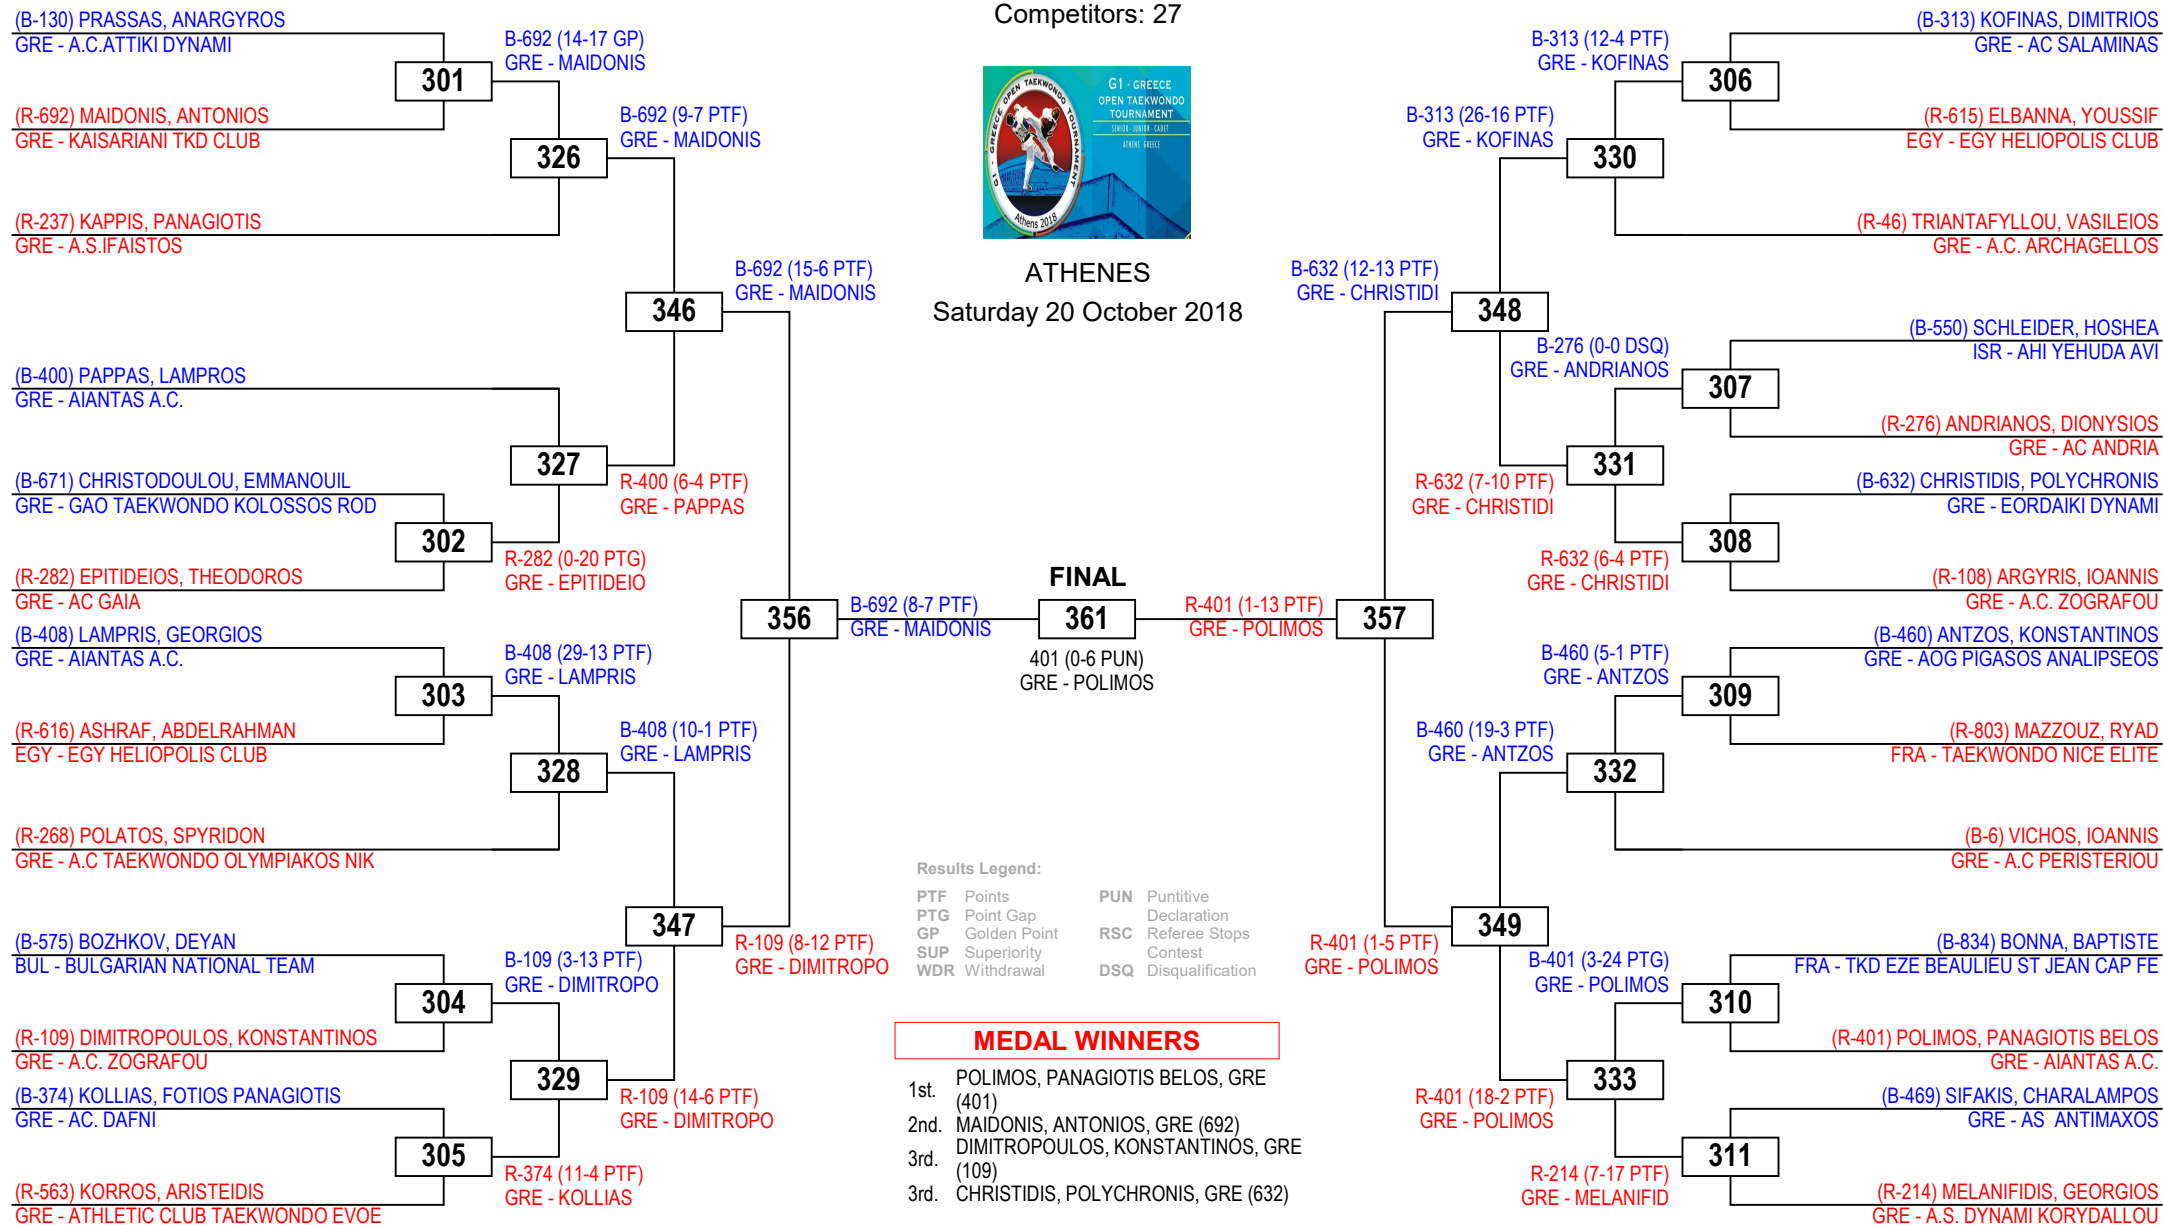 Competitors: 27
G1 - GREECE
OPEN TAEKWONDO
TOURNAMENT
SENIOR - JUNIOR - CADET
ATHENS GREECE
G1 - GREECE OPEN TAEKWONDO TOURNAMENT
Athens 2018
ATHENES
Saturday 20 October 2018
(B-130) PRASSAS, ANARGYROS
GRE - A.C.ATTIKI DYNAMI
301
(R-692) MAIDONIS, ANTONIOS
GRE - KAISARIANI TKD CLUB
B-692 (14-17 GP)
GRE - MAIDONIS
326
(R-237) KAPPIS, PANAGIOTIS
GRE - A.S.IFAISTOS
B-692 (9-7 PTF)
GRE - MAIDONIS
346
B-692 (15-6 PTF)
GRE - MAIDONIS
(B-400) PAPPAS, LAMPROS
GRE - AIANTAS A.C.
327
R-400 (6-4 PTF)
GRE - PAPPAS
(B-671) CHRISTODOULOU, EMMANOUIL
GRE - GAO TAEKWONDO KOLOSSOS ROD
302
R-282 (0-20 PTG)
GRE - EPITIDEIO
(R-282) EPITIDEIOS, THEODOROS
GRE - AC GAIA
356
B-692 (8-7 PTF)
GRE - MAIDONIS
(B-408) LAMPRIS, GEORGIOS
GRE - AIANTAS A.C.
303
B-408 (29-13 PTF)
GRE - LAMPRIS
(R-616) ASHRAF, ABDELRAHMAN
EGY - EGY HELIOPOLIS CLUB
328
B-408 (10-1 PTF)
GRE - LAMPRIS
(R-268) POLATOS, SPYRIDON
GRE - A.C TAEKWONDO OLYMPIAKOS NIK
347
R-109 (8-12 PTF)
GRE - DIMITROPO
(B-575) BOZHKOV, DEYAN
BUL - BULGARIAN NATIONAL TEAM
304
B-109 (3-13 PTF)
GRE - DIMITROPO
(R-109) DIMITROPOULOS, KONSTANTINOS
GRE - A.C. ZOGRAFOU
329
R-109 (14-6 PTF)
GRE - DIMITROPO
(B-374) KOLLIAS, FOTIOS PANAGIOTIS
GRE - AC. DAFNI
305
R-374 (11-4 PTF)
GRE - KOLLIAS
(R-563) KORROS, ARISTEIDIS
GRE - ATHLETIC CLUB TAEKWONDO EVOE
FINAL
361
401 (0-6 PUN)
GRE - POLIMOS
(B-313) KOFINAS, DIMITRIOS
GRE - AC SALAMINAS
B-313 (12-4 PTF)
GRE - KOFINAS
306
(R-615) ELBANNA, YOUSSIF
EGY - EGY HELIOPOLIS CLUB
B-313 (26-16 PTF)
GRE - KOFINAS
330
(R-46) TRIANTAFYLLOU, VASILEIOS
GRE - A.C. ARCHAGELLOS
B-632 (12-13 PTF)
GRE - CHRISTIDI
348
(B-550) SCHLEIDER, HOSHEA
ISR - AHI YEHUDA AVI
B-276 (0-0 DSQ)
GRE - ANDRIANOS
307
(R-276) ANDRIANOS, DIONYSIOS
GRE - AC ANDRIA
331
R-632 (7-10 PTF)
GRE - CHRISTIDI
(B-632) CHRISTIDIS, POLYCHRONIS
GRE - EORDAIKI DYNAMI
308
R-632 (6-4 PTF)
GRE - CHRISTIDI
(R-108) ARGYRIS, IOANNIS
GRE - A.C. ZOGRAFOU
R-401 (1-13 PTF)
GRE - POLIMOS
357
(B-460) ANTZOS, KONSTANTINOS
GRE - AOG PIGASOS ANALIPSEOS
B-460 (5-1 PTF)
GRE - ANTZOS
309
(R-803) MAZZOUZ, RYAD
FRA - TAEKWONDO NICE ELITE
B-460 (19-3 PTF)
GRE - ANTZOS
332
(B-6) VICHOS, IOANNIS
GRE - A.C PERISTERIOU
349
R-401 (1-5 PTF)
GRE - POLIMOS
(B-834) BONNA, BAPTISTE
FRA - TKD EZE BEAULIEU ST JEAN CAP FE
B-401 (3-24 PTG)
GRE - POLIMOS
310
(R-401) POLIMOS, PANAGIOTIS BELOS
GRE - AIANTAS A.C.
333
R-401 (18-2 PTF)
GRE - POLIMOS
(B-469) SIFAKIS, CHARALAMPOS
GRE - AS  ANTIMAXOS
311
R-214 (7-17 PTF)
GRE - MELANIFID
(R-214) MELANIFIDIS, GEORGIOS
GRE - A.S. DYNAMI KORYDALLOU
Results Legend:
PTF Points
PTG Point Gap
GP Golden Point
SUP Superiority
WDR Withdrawal
PUN Puntitive
Declaration
RSC Referee Stops
Contest
DSQ Disqualification
MEDAL WINNERS
1st. POLIMOS, PANAGIOTIS BELOS, GRE
(401)
2nd. MAIDONIS, ANTONIOS, GRE (692)
3rd. DIMITROPOULOS, KONSTANTINOS, GRE
(109)
3rd. CHRISTIDIS, POLYCHRONIS, GRE (632)